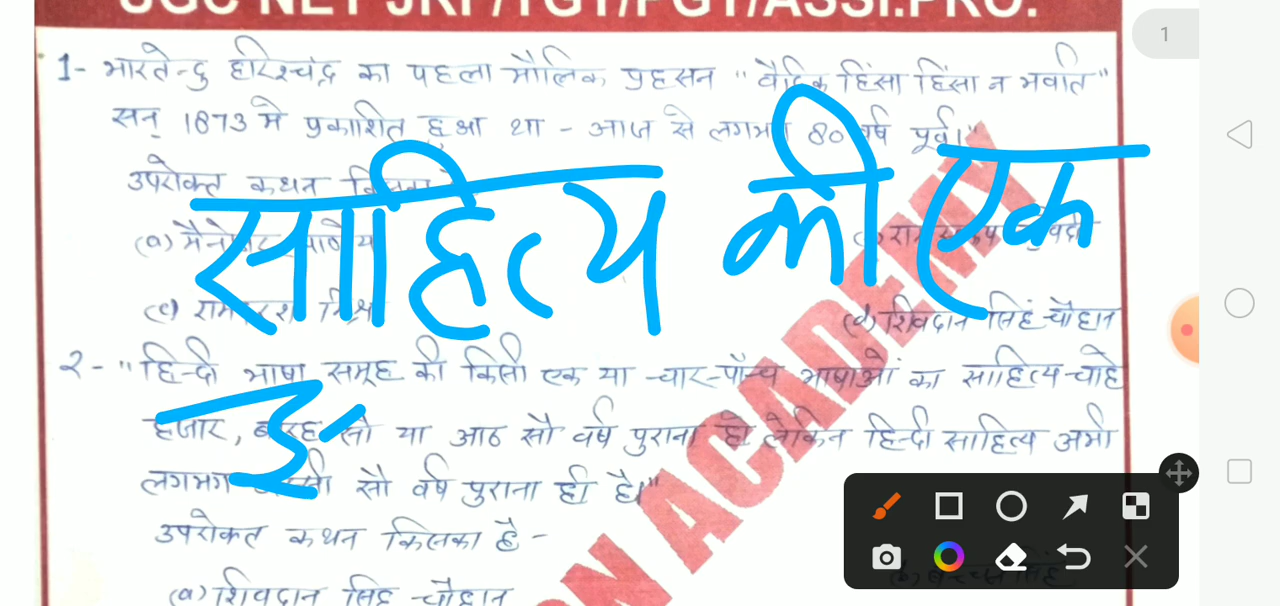 UGC NET JRF/TGT/PGT/ASSI.PRO.
1
1- भारतेन्दु हरिश्चंद्र का पहला मौलिक प्रहसन "वैदिक हिंसा हिंसा न भवति"
सन् 1873 मे प्रकाशित हुआ था - आज से लगभग 80 वर्ष पूर्व।"
उपरोक्त कथन किसका
साहित्य की एक
(a)
(c)
(d) शिवदान सिंह चौहान
2- "हिन्दी भाषा समूह की किसी एक या चार-पाँच भाषाओं का साहित्य चाहे
हजार, बारह सौ या आठ सौ वर्ष पुराना हो लेकिन हिन्दी साहित्य अभी
लगभग सौ वर्ष पुराना ही है।"
उपरोक्त कथन किसका है -
(a) शिवदान सिंह चौहान
ACADEMY